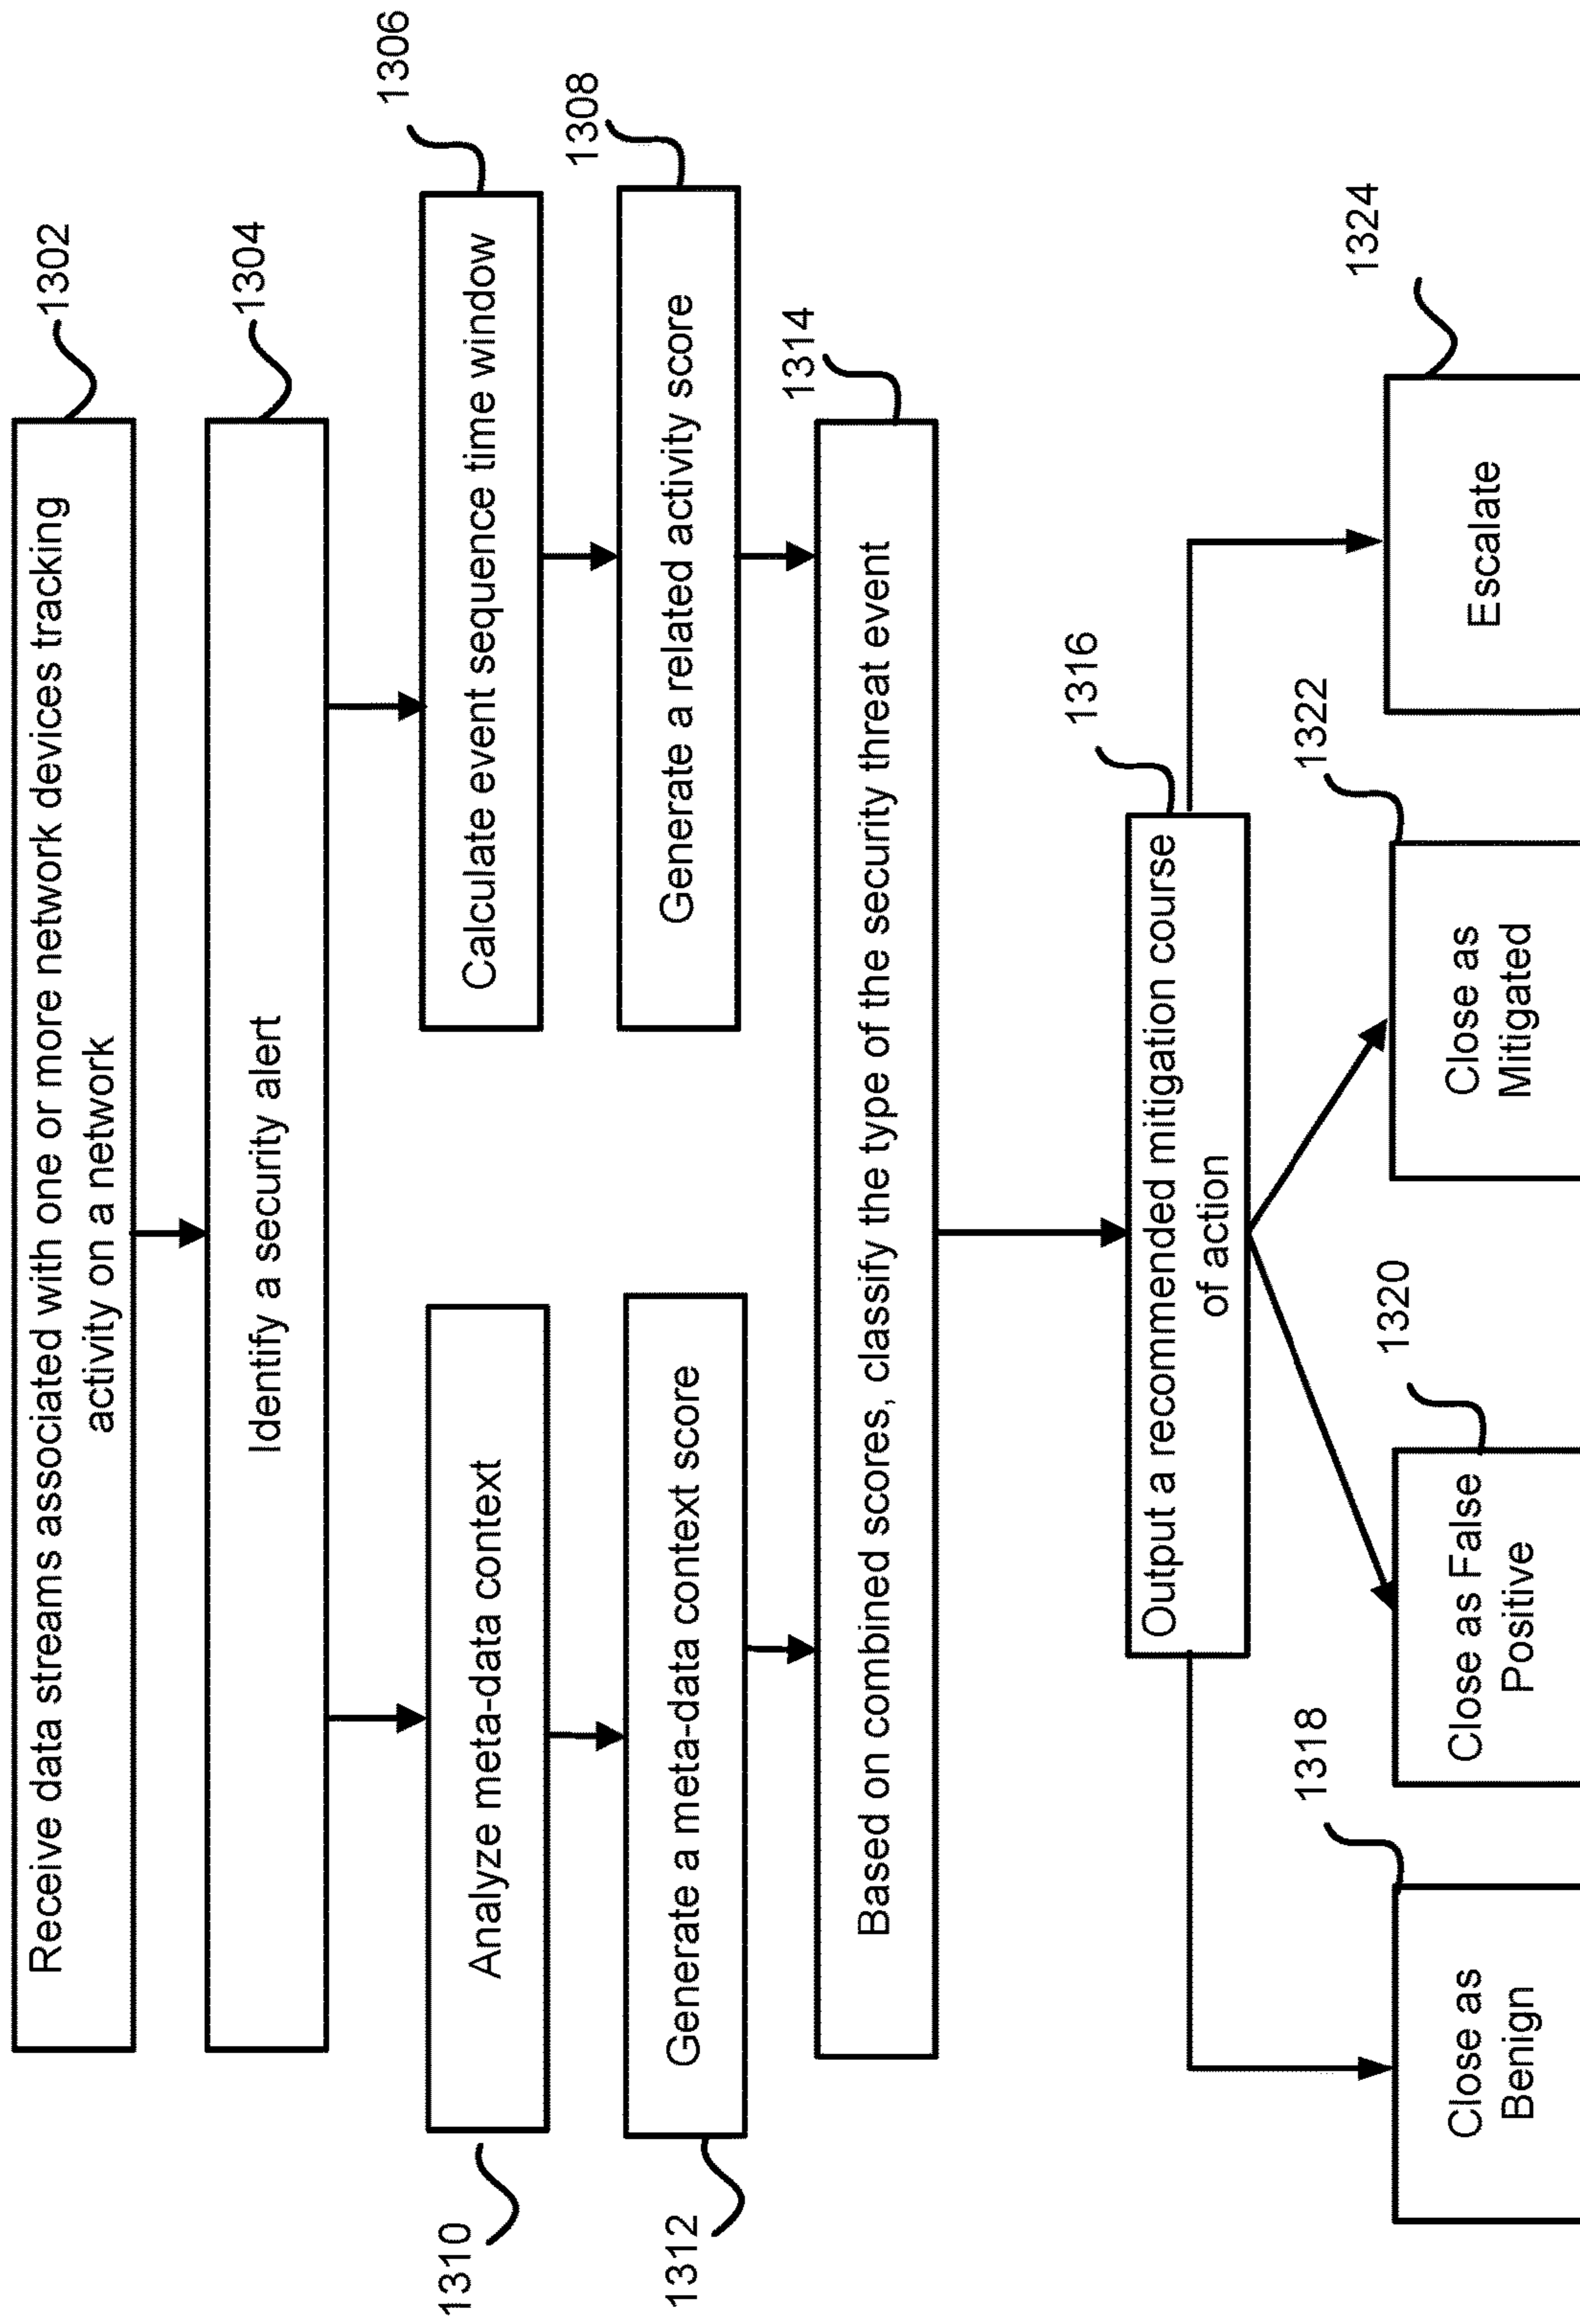 Receive data streams associated with one or more network devices tracking
activity on a network
1302
Identify a security alert
1304
Analyze meta-data context
1310
Calculate event sequence time window
1306
Generate a meta-data context score
1312
Generate a related activity score
1308
Based on combined scores, classify the type of the security threat event
1314
Output a recommended mitigation course
of action
1316
Close as
Benign
1318
Close as False
Positive
1320
Close as
Mitigated
1322
Escalate
1324